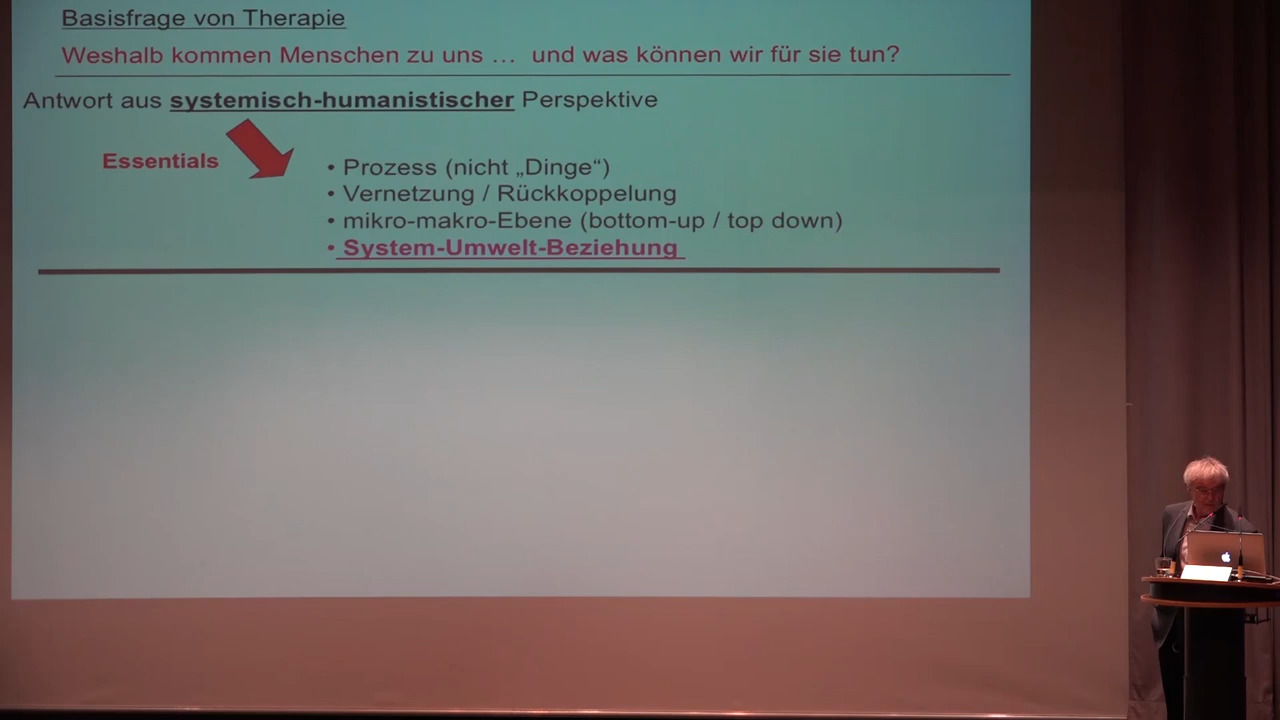 Basisfrage von Therapie
Weshalb kommen Menschen zu uns … und was können wir für sie tun?
Antwort aus systemisch-humanistischer Perspektive
Essentials
• Prozess (nicht „Dinge“)
• Vernetzung / Rückkoppelung
• mikro-makro-Ebene (bottom-up / top down)
• System-Umwelt-Beziehung